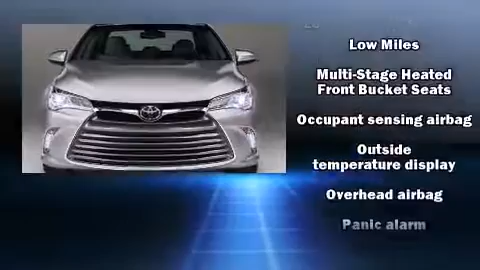 Low Miles
Multi-Stage Heated
Front Bucket Seats
Occupant sensing airbag
Outside
temperature display
Overhead airbag
Panic alarm